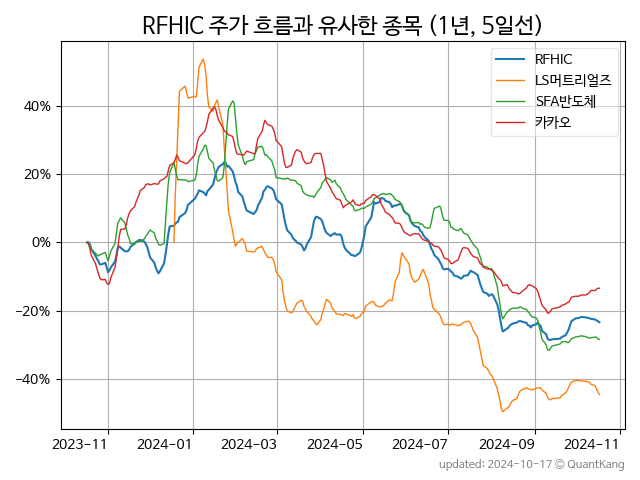 RFHIC 주가 흐름과 유사한 종목 (1년, 5일선)
RFHIC
LS머트리얼즈
SFA반도체
카카오
40%
20%
0%
−20%
−40%
2023-11 2024-01 2024-03 2024-05 2024-07 2024-09 2024-11
updated: 2024-10-17 © QuantKang